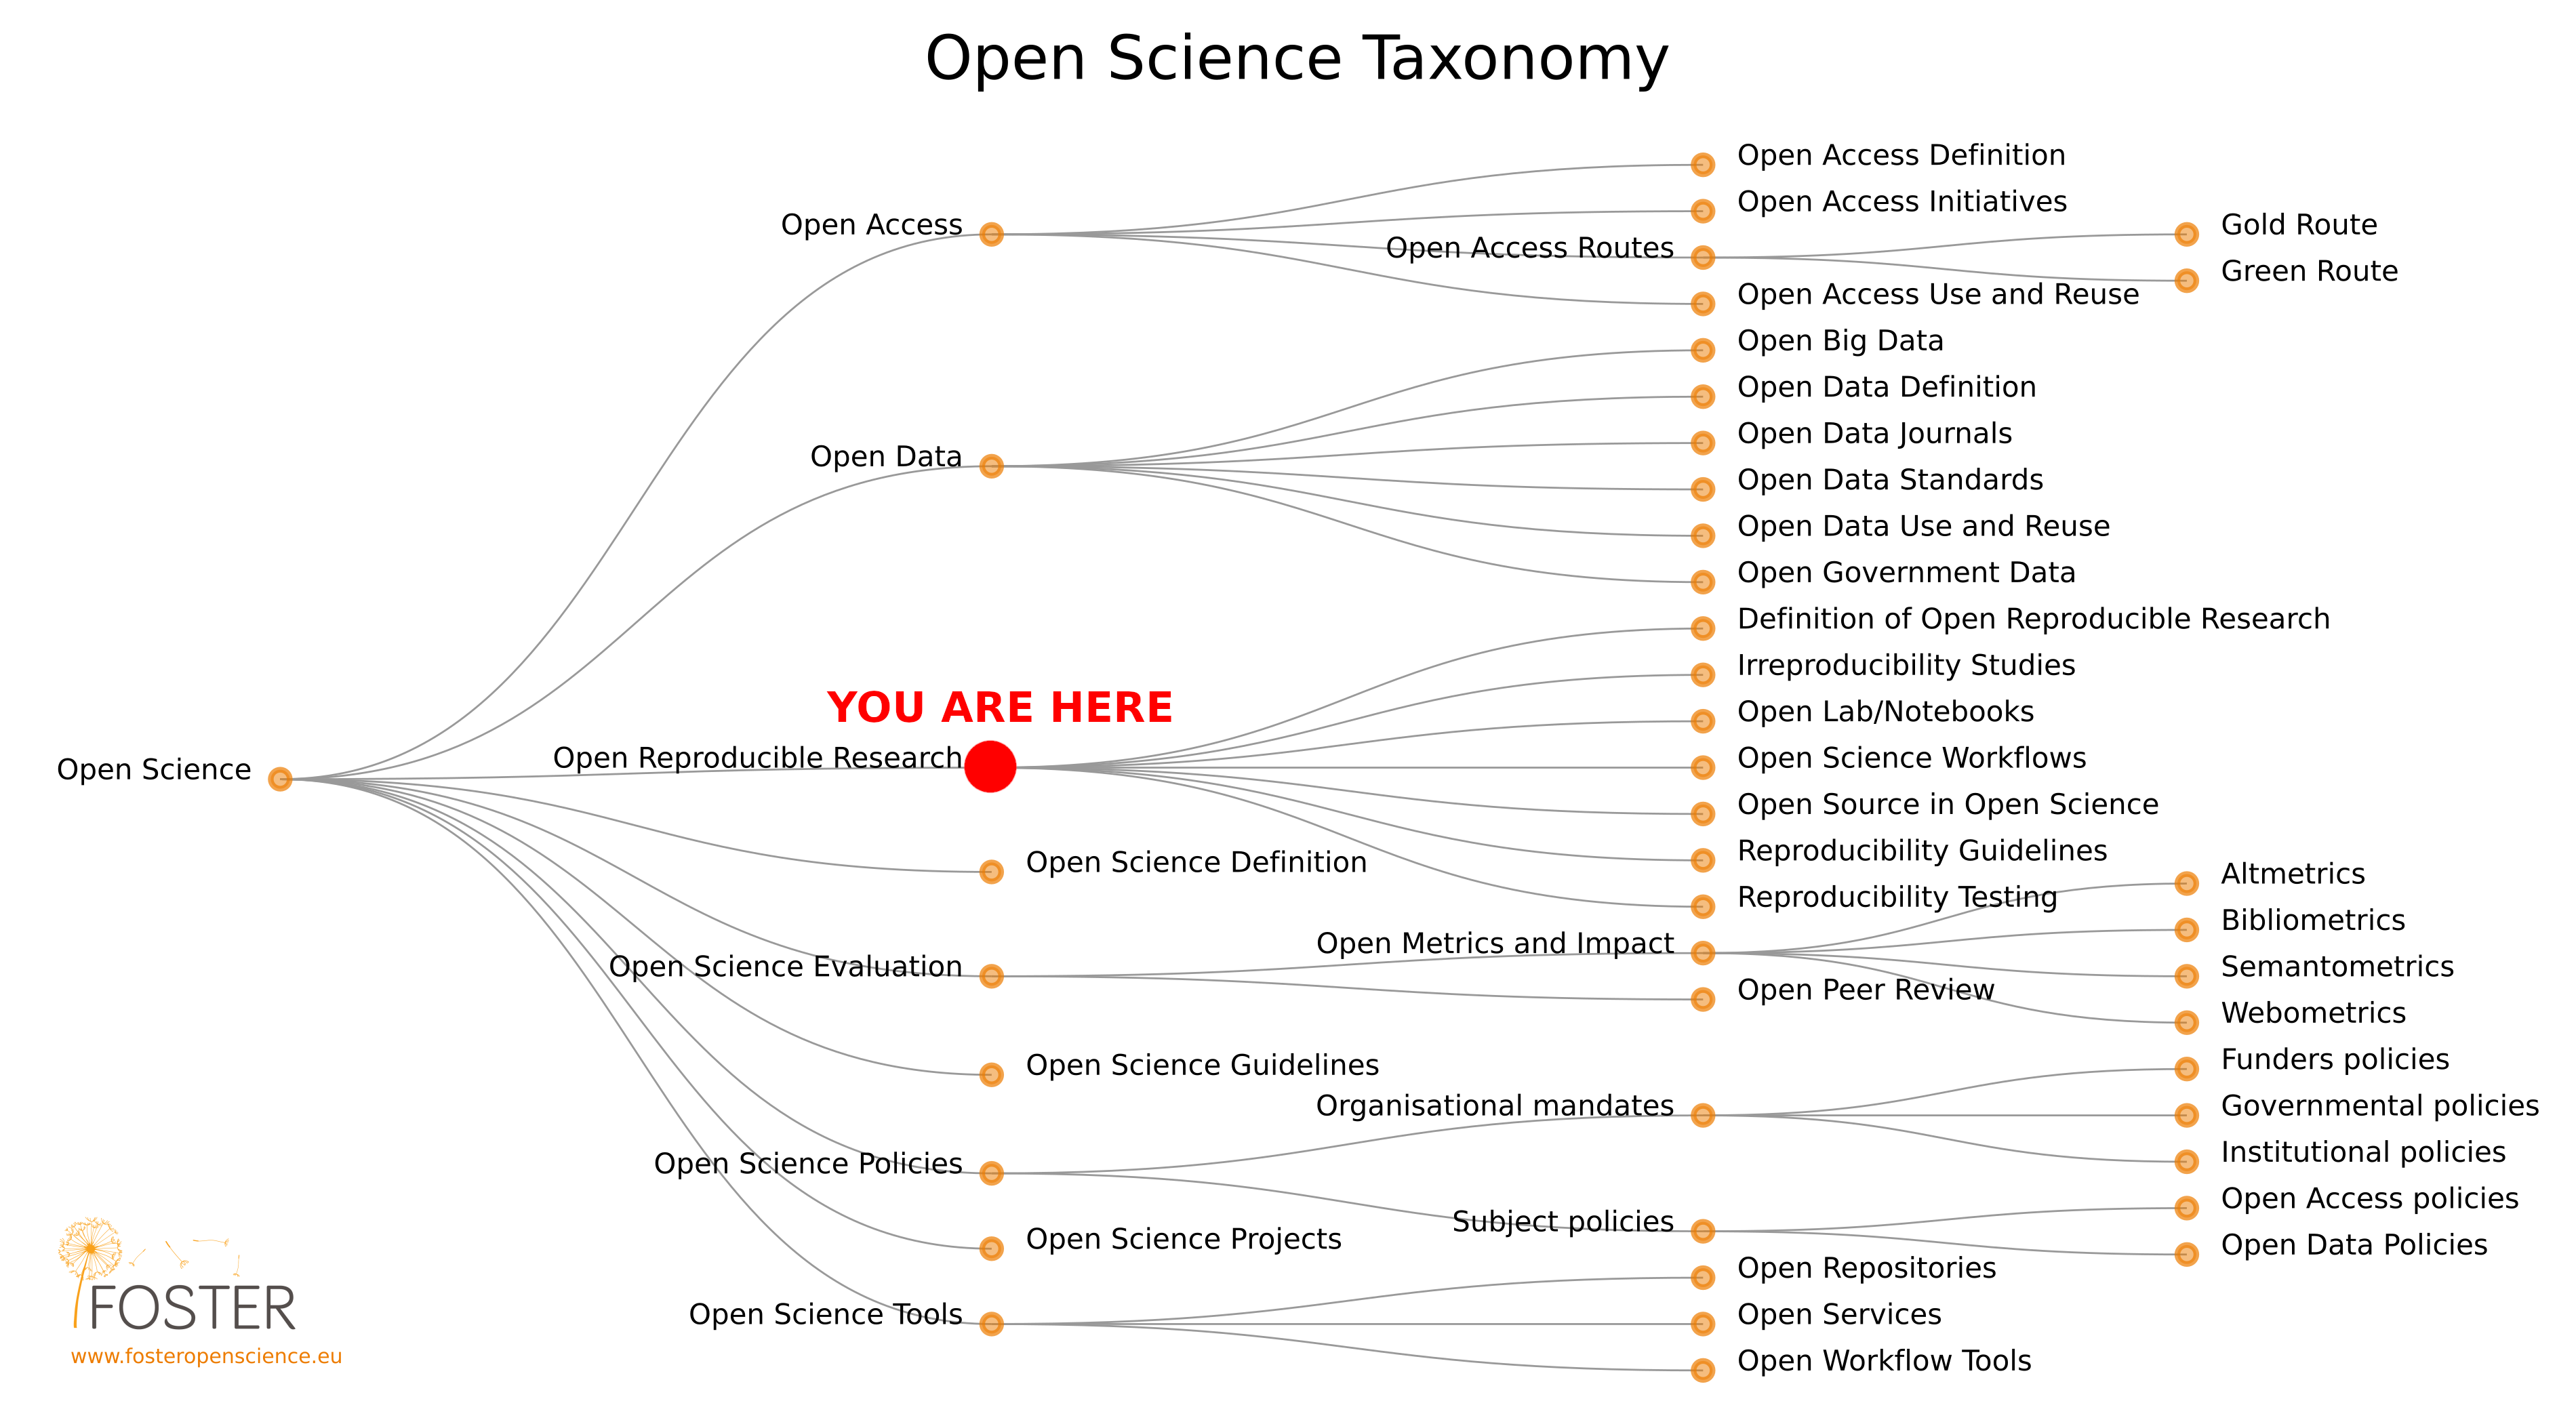 Open Science Taxonomy
Open Access Definition
Open Access Initiatives
Open Access
Gold Route
Open Access Routes
Green Route
Open Access Use and Reuse
Open Big Data
Open Data Definition
Open Data Journals
Open Data
Open Data Standards
Open Data Use and Reuse
Open Government Data
Definition of Open Reproducible Research
Irreproducibility Studies
YOU ARE HERE
Open Lab/Notebooks
Open Reproducible Research
Open Science Workflows
Open Science
Open Source in Open Science
Reproducibility Guidelines
Open Science Definition
Altmetrics
Reproducibility Testing
Bibliometrics
Open Metrics and Impact
Open Science Evaluation
Semantometrics
Open Peer Review
Webometrics
Funders policies
Open Science Guidelines
Organisational mandates
Governmental policies
Institutional policies
Open Science Policies
Open Access policies
Subject policies
Open Science Projects
Open Data Policies
Open Repositories
Open Science Tools
Open Services
Open Workflow Tools
FOSTER
www.fosteropenscience.eu